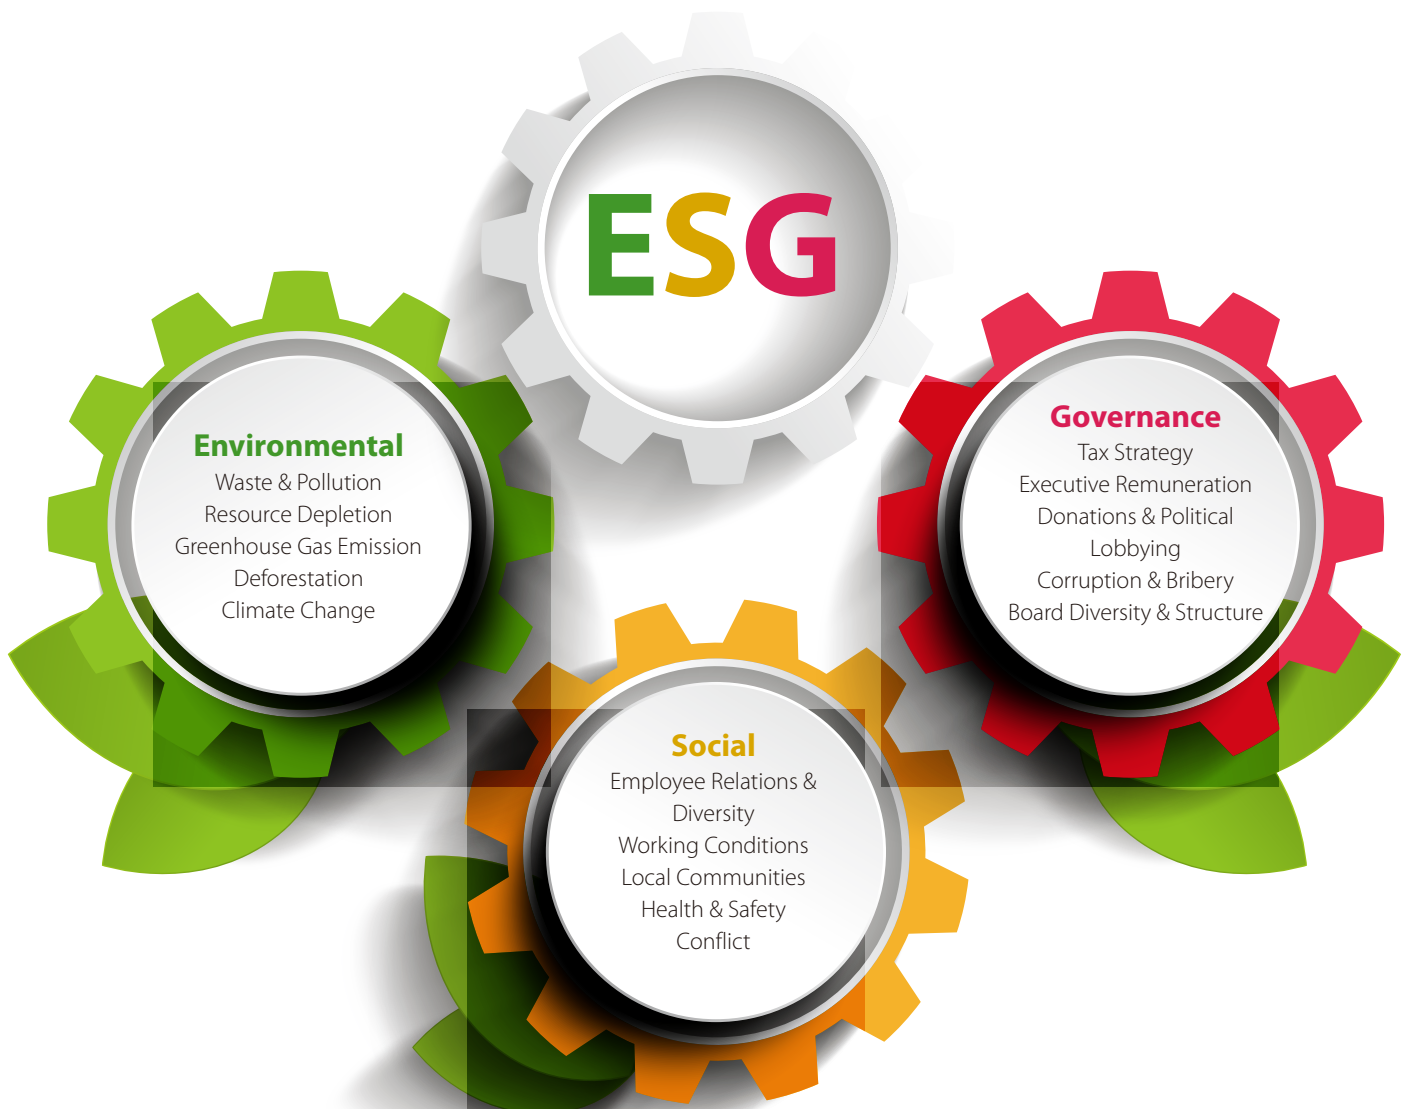 ESG
Environmental
Waste & Pollution
Resource Depletion
Greenhouse Gas Emission
Deforestation
Climate Change
Governance
Tax Strategy
Executive Remuneration
Donations & Political
Lobbying
Corruption & Bribery
Board Diversity & Structure
Social
Employee Relations &
Diversity
Working Conditions
Local Communities
Health & Safety
Conflict